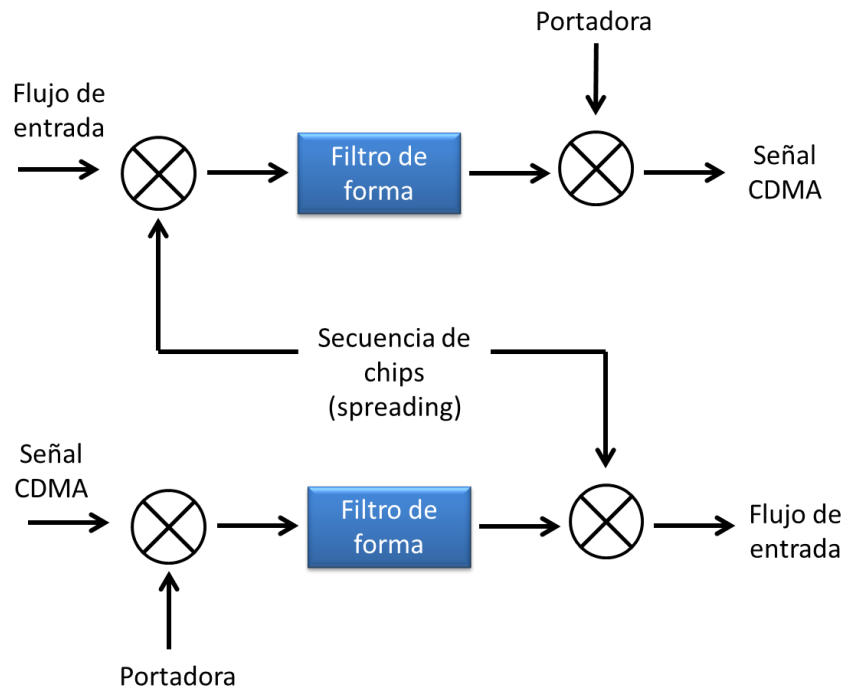 Portadora
Flujo de
entrada
Filtro de
forma
Señal
CDMA
Secuencia de
chips
(spreading)
Señal
CDMA
Filtro de
forma
Flujo de
entrada
Portadora